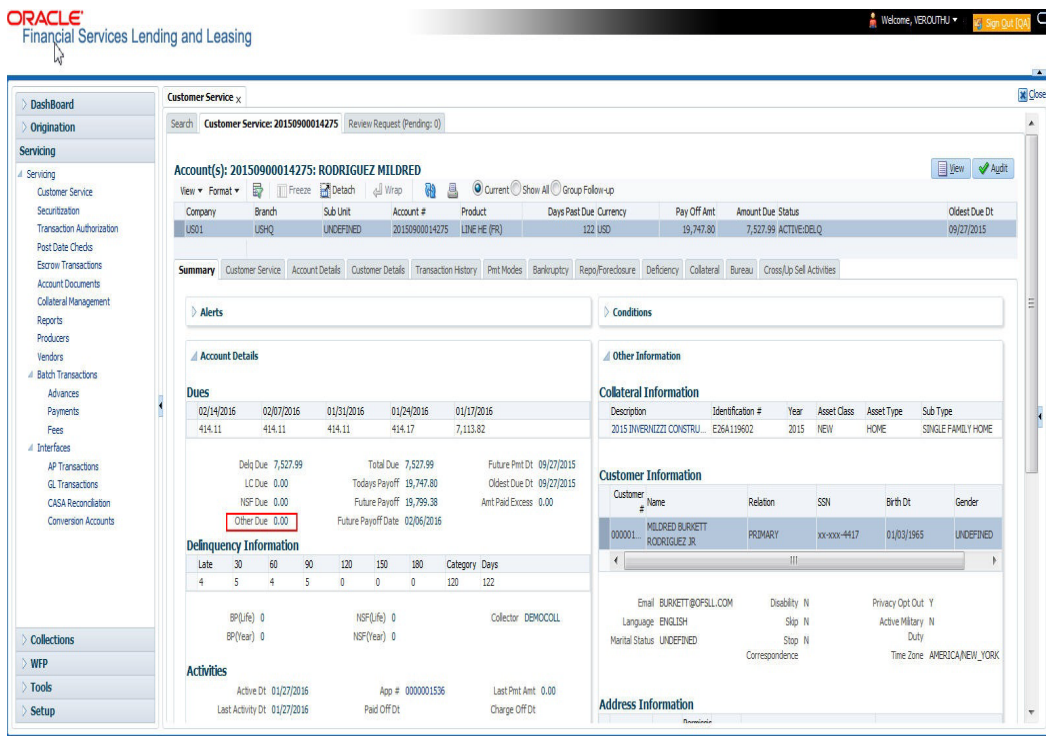 ORACLE'
Financial Services Lending and Leasing
Welcome, VEROUTHU
Sign Out [QA]
DashBoard
Origination
Servicing
Servicing
Customer Service
Securitization
Transaction Authorization
Post Date Checks
Escrow Transactions
Account Documents
Collateral Management
Reports
Producers
Vendors
Batch Transactions
Advances
Payments
Fees
Interfaces
AP Transactions
GL Transactions
CASA Reconciliation
Conversion Accounts
Collections
WFP
Tools
Setup
Customer Service x
Close
Search Customer Service: 20150900014275 Review Request (Pending: 0)
Account(s): 20150900014275: RODRIGUEZ MILDRED
View Audit
View Format Freeze Detach Wrap Current Show All Group Follow-up
Company Branch Sub Unit Account # Product Days Past Due Currency Pay Off Amt Amount Due Status Oldest Due Dt
US01 USHQ UNDEFINED 20150900014275 LINE HE (FR) 122 USD 19,747.80 7,527.99 ACTIVE:DELQ 09/27/2015
Summary Customer Service Account Details Customer Details Transaction History Pmt Modes Bankruptcy Repo/Foreclosure Deficiency Collateral Bureau Cross/Up Sell Activities
Alerts
Account Details
Dues
02/14/2016 02/07/2016 01/31/2016 01/24/2016 01/17/2016
414.11 414.11 414.11 414.17 7,113.82
Delq Due 7,527.99 Total Due 7,527.99 Future Pmt Dt 09/27/2015
LC Due 0.00 Todays Payoff 19,747.80 Oldest Due Dt 09/27/2015
NSF Due 0.00 Future Payoff 19,799.38 Amt Paid Excess 0.00
Other Due 0.00 Future Payoff Date 02/06/2016
Delinquency Information
Late 30 60 90 120 150 180 Category Days
4 5 4 5 0 0 0 120 122
BP(Life) 0 NSF(Life) 0 Collector DEMOCOLL
BP(Year) 0 NSF(Year) 0
Activities
Active Dt 01/27/2016 App # 0000001536 Last Pmt Amt 0.00
Last Activity Dt 01/27/2016 Paid Off Dt Charge Off Dt
Conditions
Other Information
Collateral Information
Description Identification # Year Asset Class Asset Type Sub Type
2015 INVERNIZZI CONSTRU... E26A119602 2015 NEW HOME SINGLE FAMILY HOME
Customer Information
Customer # Name Relation SSN Birth Dt Gender
000001... MILDRED BURKETT RODRIGUEZ JR PRIMARY xx-xxx-4417 01/03/1965 UNDEFINED
Email BURKETT@OFSLL.COM Disability N Privacy Opt Out Y
Language ENGLISH Skip N Active Military Duty N
Marital Status UNDEFINED Stop Correspondence N
Time Zone AMERICA/NEW_YORK
Address Information